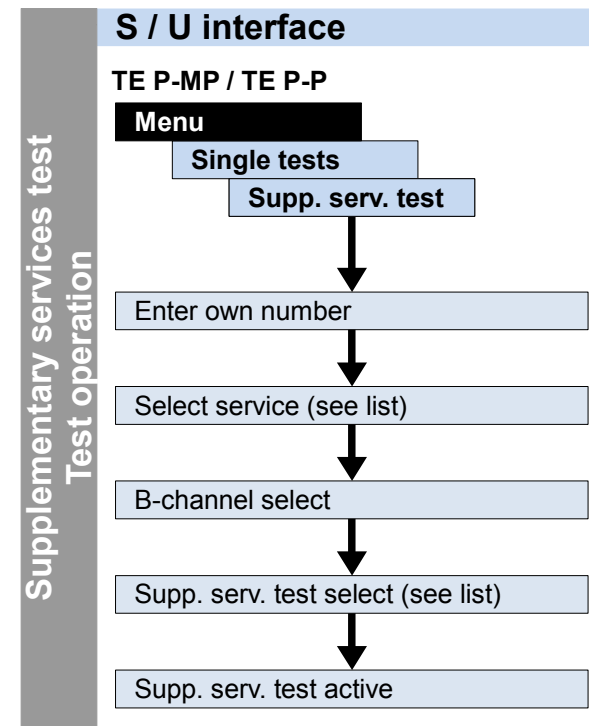 Supplementary services test
Test operation
S / U interface
TE P-MP / TE P-P
Menu
Single tests
Supp. serv. test
Enter own number
Select service (see list)
B-channel select
Supp. serv. test select (see list)
Supp. serv. test active